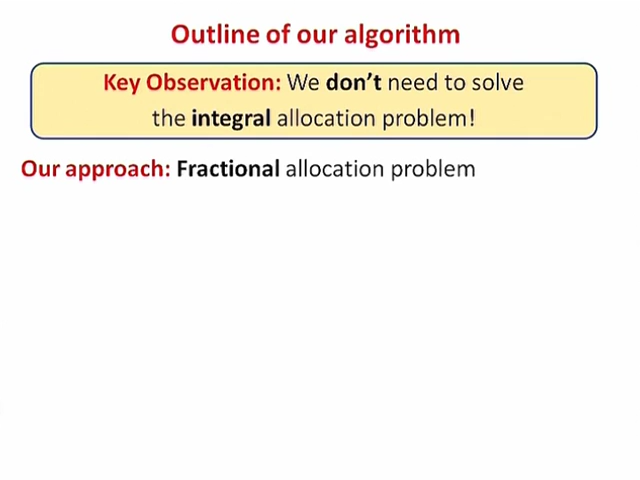 Outline of our algorithm
Key Observation: We don't need to solve
the integral allocation problem!
Our approach: Fractional allocation problem